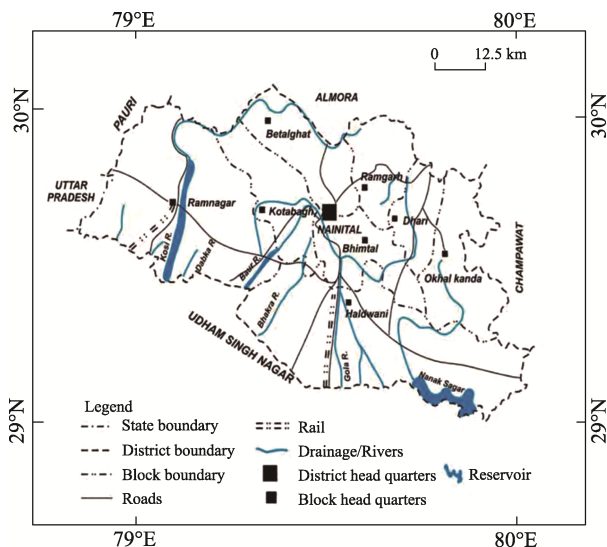 79°E 80°E
0 12.5 km
30°N 30°N
ALMORA
PAURI
Betalghat
Ramgarh
UTTAR
PRADESH
Ramnagar
Kotabagh
NAINITAL
Dhari
Bhimtal
CHAMPAWAT
Kosi R.
Dabka R.
Baur R.
Okhal kanda
Bhakra R.
Haldwani
UDHAM SINGH NAGAR
Gola R.
Nanak Sagar
29°N 29°N
Legend
State boundary
District boundary
Block boundary
Roads
Rail
Drainage/Rivers
District head quarters
Block head quarters
Reservoir
79°E 80°E